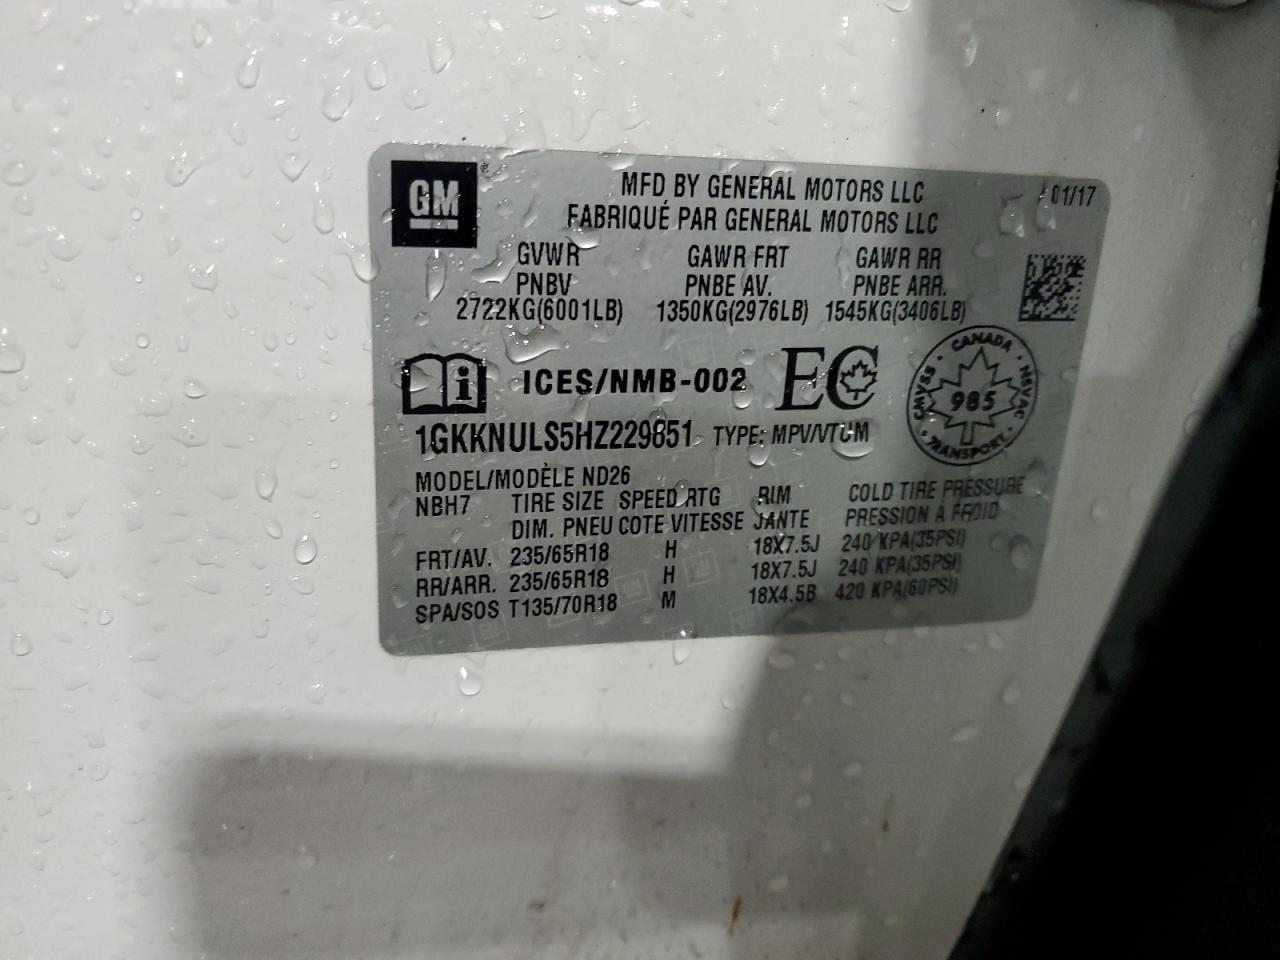 GM
MFD BY GENERAL MOTORS LLC
01/17
FABRIQUÉ PAR GENERAL MOTORS LLC
GVWR GAWR FRT GAWR RR
PNBV PNBE AV. PNBE ARR.
2722KG(6001LB) 1350KG(2976LB) 1545KG(3406LB)
i ICES/NMB-002 EC
CANADA
CMVSS 985 NSVAC
TRANSPORT
1GKKNULS5HZ229851 TYPE: MPV/VTUM
MODEL/MODÈLE ND26
NBH7 TIRE SIZE SPEED RTG RIM COLD TIRE PRESSURE
DIM. PNEU COTE VITESSE JANTE PRESSION À FROID
FRT/AV. 235/65R18 H 18X7.5J 240 KPA(35PSI)
RR/ARR. 235/65R18 H 18X7.5J 240 KPA(35PSI)
SPA/SOS T135/70R18 M 18X4.5B 420 KPA(60PSI)